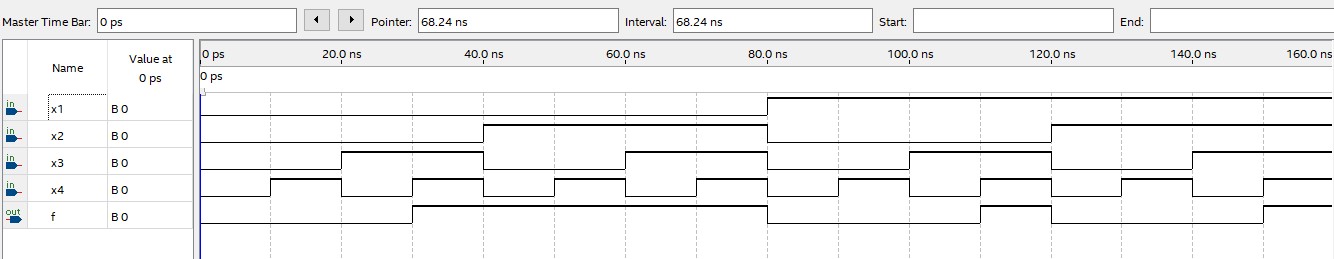 Master Time Bar: 0 ps Pointer: 68.24 ns Interval: 68.24 ns Start: End:
Name Value at 0 ps
0 ps 20.0 ns 40.0 ns 60.0 ns 80.0 ns 100.0 ns 120.0 ns 140.0 ns 160.0 ns
0 ps
in x1 B 0
in x2 B 0
in x3 B 0
in x4 B 0
out f B 0